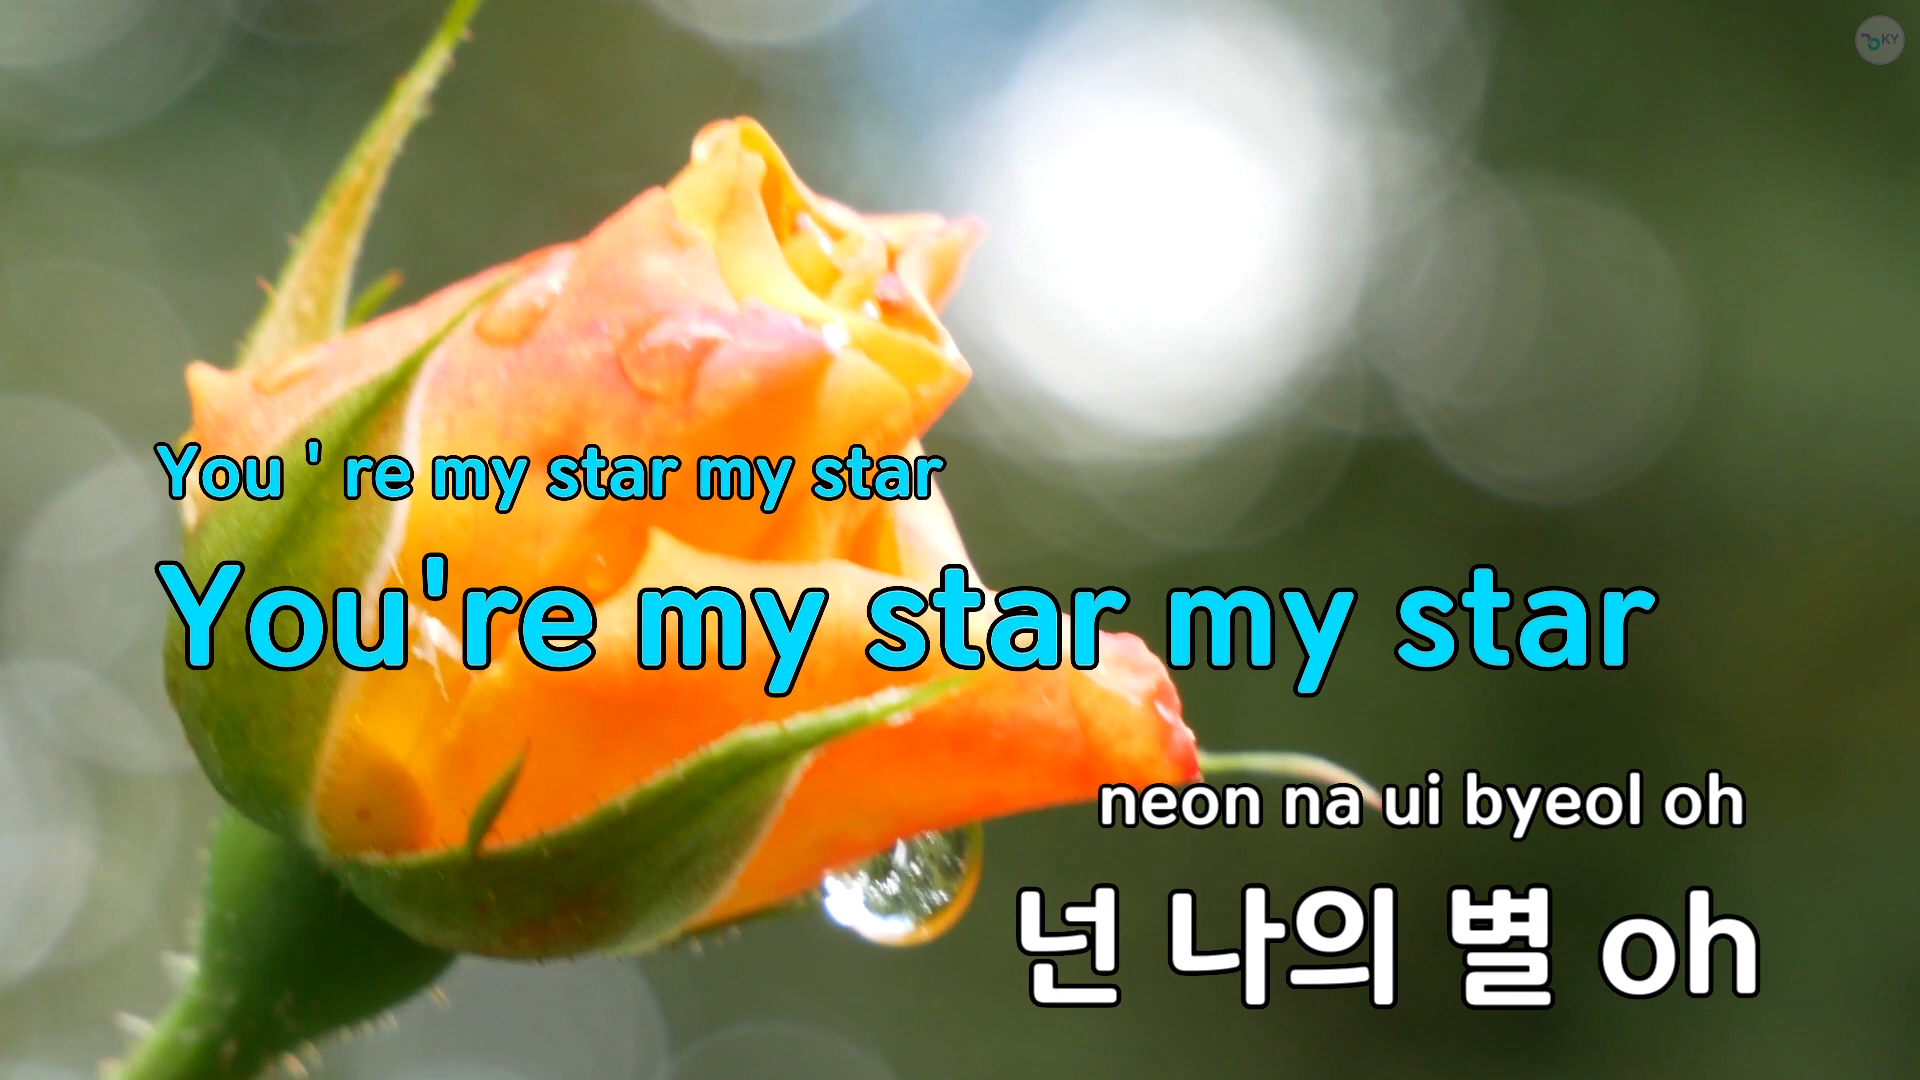 KY
You ' re my star my star
You're my star my star
neon na ui byeol oh
넌 나의 별 oh